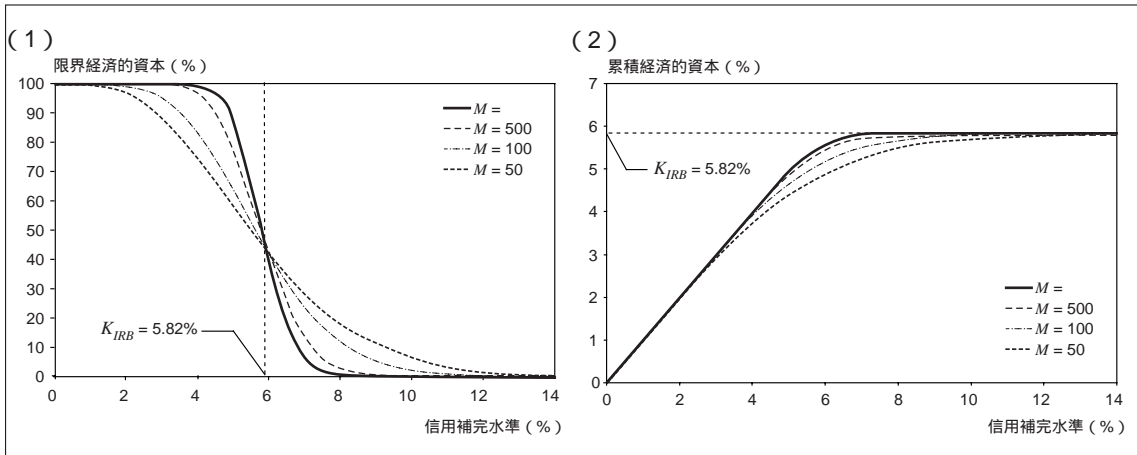 (1)
限界経済的資本(%)
100
90
80
70
60
50
40
30
20
10
0
M =
M = 500
M = 100
M = 50
K_IRB = 5.82%
0 2 4 6 8 10 12 14
信用補完水準(%)
(2)
累積経済的資本(%)
7
6
5
4
3
2
1
0
K_IRB = 5.82%
M =
M = 500
M = 100
M = 50
0 2 4 6 8 10 12 14
信用補完水準(%)